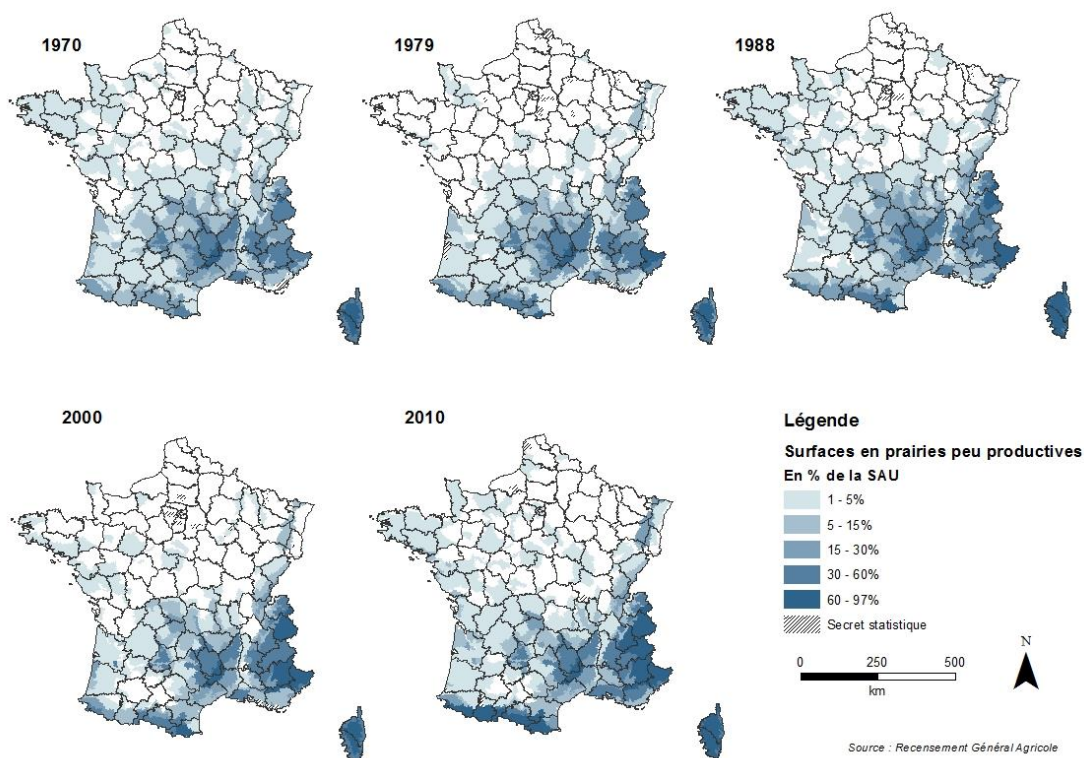 1970
1979
1988
2000
2010
Légende
Surfaces en prairies peu productives
En % de la SAU
1 - 5%
5 - 15%
15 - 30%
30 - 60%
60 - 97%
Secret statistique
N
0 250 500
km
Source : Recensement Général Agricole